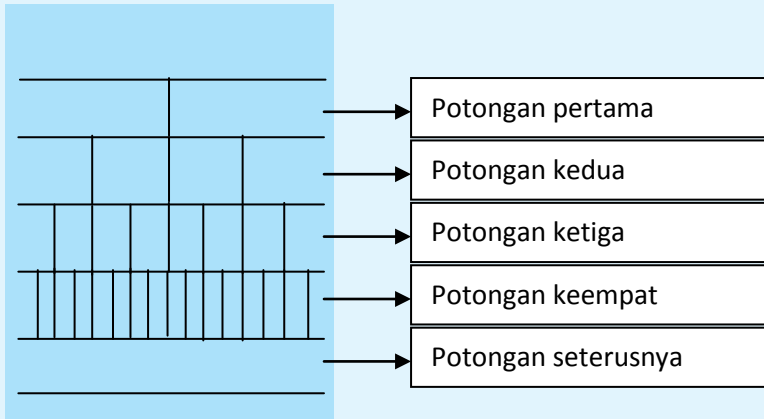 Potongan pertama
Potongan kedua
Potongan ketiga
Potongan keempat
Potongan seterusnya